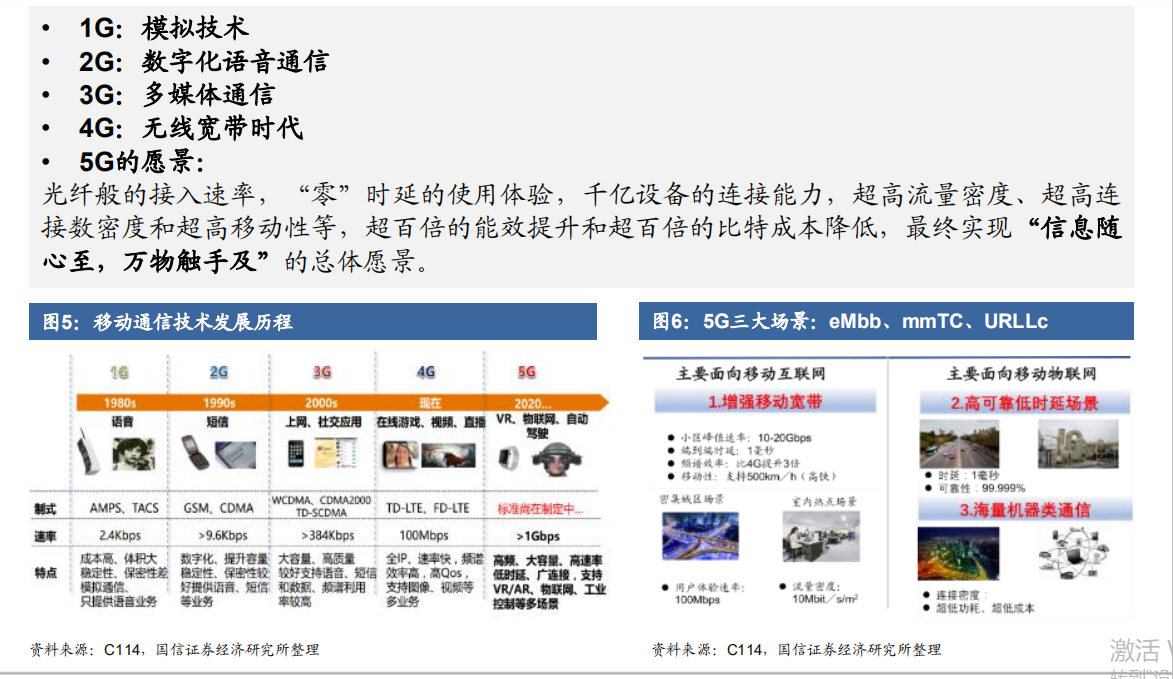 • 1G：模拟技术
• 2G：数字化语音通信
• 3G：多媒体通信
• 4G：无线宽带时代
• 5G的愿景：
光纤般的接入速率，“零”时延的使用体验，千亿设备的连接能力，超高流量密度、超高连
接数密度和超高移动性等，超百倍的能效提升和超百倍的比特成本降低，最终实现“信息随
心至，万物触手及”的总体愿景。
图5：移动通信技术发展历程
1G 2G 3G 4G 5G
1980s 1990s 2000s 现在 2020...
语音 短信 上网、社交应用 在线游戏、视频、直播 VR、物联网、自动
驾驶
制式 AMPS、TACS GSM、CDMA WCDMA、CDMA2000 TD-LTE、FD-LTE 标准尚在制定中...
TD-SCDMA
速率 2.4Kbps >9.6Kbps >384Kbps 100Mbps >1Gbps
特点
成本高、体积大
稳定性、保密性差
模拟通信、
只提供语音业务
数字化、提升容量
稳定性、保密性较
好提供语音、短信
等业务
大容量、高质量
较好支持语音、短信
和数据、频谱利用
率较高
全IP、速率快，频谱
效率高，高Qos，
支持图像、视频等
多业务
高频、大容量、高速率
低时延、广连接，支持
VR/AR、物联网、工业
控制等多场景
资料来源：C114，国信证券经济研究所整理
图6：5G三大场景：eMbb、mmTC、URLLc
主要面向移动互联网
1.增强移动宽带
● 小区峰值速率：10-20Gbps
● 端到端时延：1毫秒
● 频谱效率：比4G提升3倍
● 移动性：支持500km／h（高铁）
密集城区场景 室内热点场景
● 用户体验速率：
100Mbps
● 流量密度：
10Mbit／s/m²
主要面向移动物联网
2.高可靠低时延场景
● 时延：1毫秒
● 可靠性：99.999%
3.海量机器类通信
● 连接密度：
● 超低功耗、超低成本
资料来源：C114，国信证券经济研究所整理
激活
转到"设